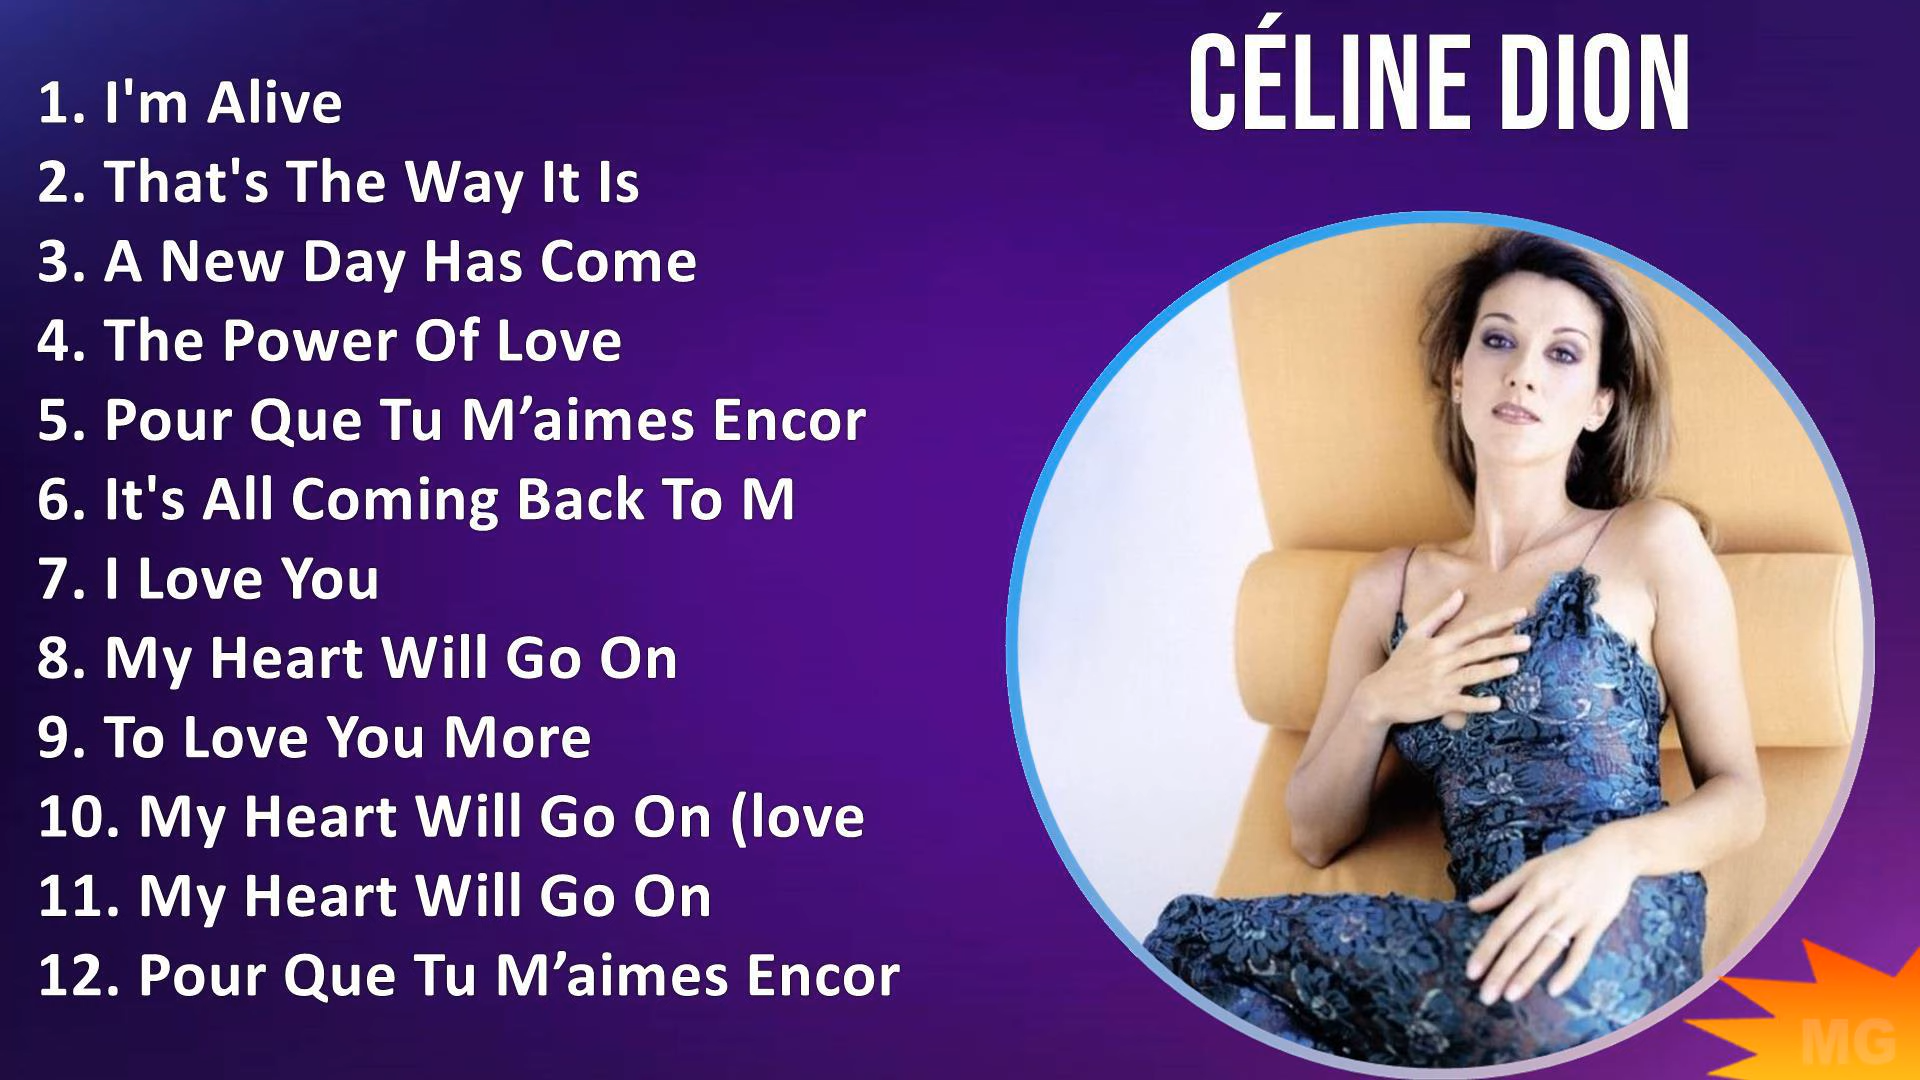 CÉLINE DION
1. I'm Alive
2. That's The Way It Is
3. A New Day Has Come
4. The Power Of Love
5. Pour Que Tu M’aimes Encor
6. It's All Coming Back To M
7. I Love You
8. My Heart Will Go On
9. To Love You More
10. My Heart Will Go On (love
11. My Heart Will Go On
12. Pour Que Tu M’aimes Encor
MG